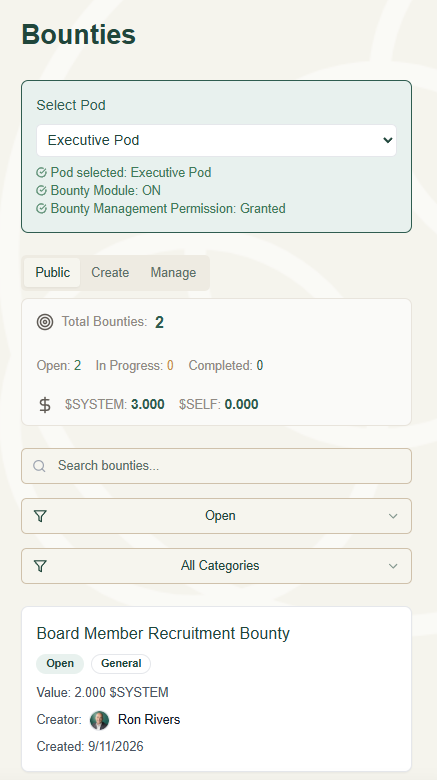 Bounties
Select Pod
Executive Pod
Pod selected: Executive Pod
Bounty Module: ON
Bounty Management Permission: Granted
Public Create Manage
Total Bounties: 2
Open: 2 In Progress: 0 Completed: 0
$SYSTEM: 3.000 $SELF: 0.000
Search bounties...
Open
All Categories
Board Member Recruitment Bounty
Open General
Value: 2.000 $SYSTEM
Creator: Ron Rivers
Created: 9/11/2026